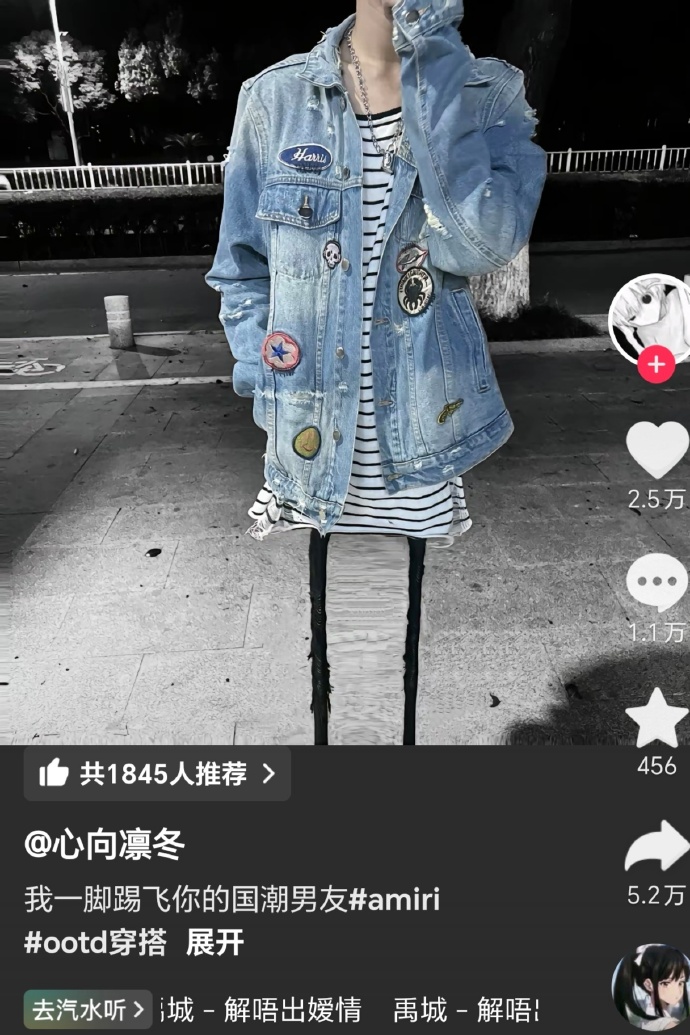 Harris
2.5万
1.1万
456
5.2万
共1845人推荐
@心向凛冬
我一脚踢飞你的国潮男友#amiri
#ootd穿搭 展开
去汽水听
城 - 解唔出嫒情 禹城 - 解唔